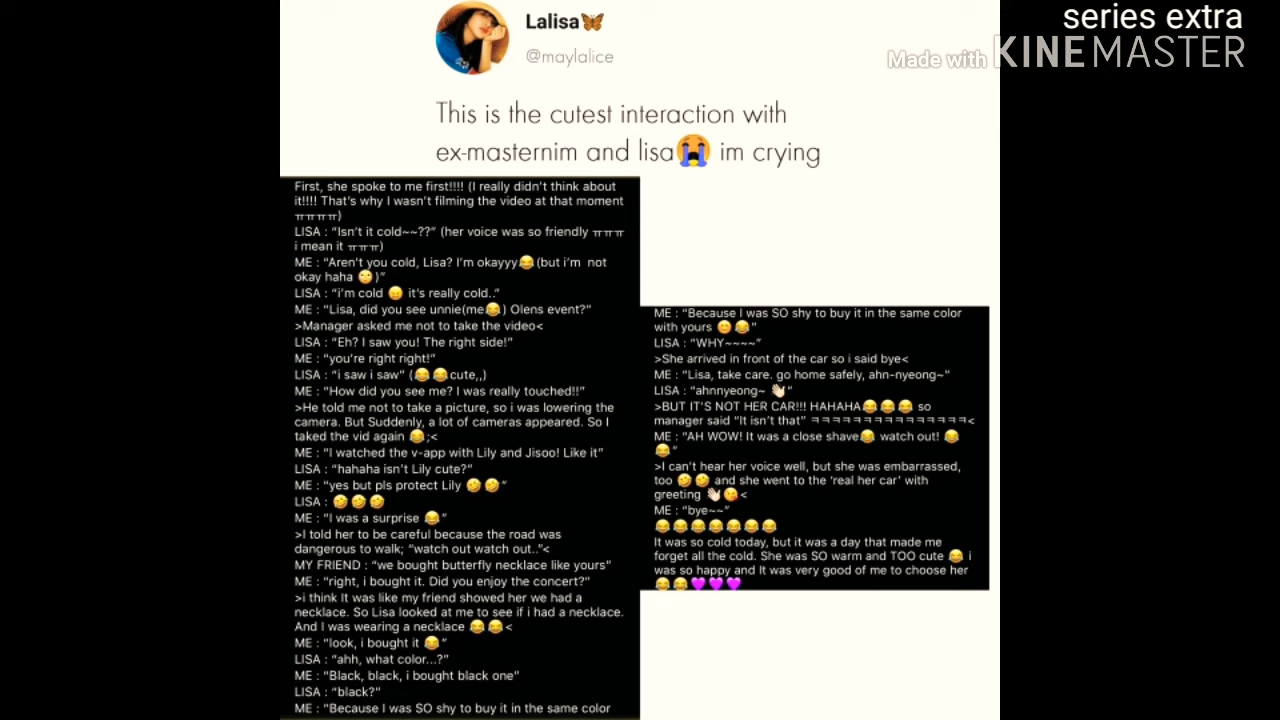 series extra
Made with KINEMASTER
Lalisa🦋
@maylalice
This is the cutest interaction with
ex-masternim and lisa😭 im crying
First, she spoke to me first!!!! (I really didn't think about
it!!!! That's why I wasn't filming the video at that moment
ㅠㅠㅠㅠ)
LISA : "Isn't it cold~~??" (her voice was so friendly ㅠㅠㅠ
i mean it ㅠㅠㅠ)
ME : "Aren't you cold, Lisa? I'm okayyy😂(but i'm not
okay haha 🙄)"
LISA : "i'm cold 😖 it's really cold.."
ME : "Lisa, did you see unnie(me😂) Olens event?"
>Manager asked me not to take the video<
LISA : "Eh? I saw you! The right side!"
ME : "you're right right!"
LISA : "i saw i saw" (😂😂cute,,)
ME : "How did you see me? I was really touched!!"
>He told me not to take a picture, so i was lowering the
camera. But Suddenly, a lot of cameras appeared. So I
taked the vid again 😂;<
ME : "I watched the v-app with Lily and Jisoo! Like it"
LISA : "hahaha isn't Lily cute?"
ME : "yes but pls protect Lily 🤣🤣"
LISA : 🤣🤣🤣
ME : "I was a surprise 😂"
>I told her to be careful because the road was
dangerous to walk; "watch out watch out.."<
MY FRIEND : "we bought butterfly necklace like yours"
ME : "right, i bought it. Did you enjoy the concert?"
>i think It was like my friend showed her we had a
necklace. So Lisa looked at me to see if i had a necklace.
And I was wearing a necklace 😂😂<
ME : "look, i bought it 😂"
LISA : "ahh, what color...?"
ME : "Black, black, i bought black one"
LISA : "black?"
ME : "Because I was SO shy to buy it in the same color
ME : "Because I was SO shy to buy it in the same color
with yours 😊😂"
LISA : "WHY~~~~"
>She arrived in front of the car so i said bye<
ME : "Lisa, take care. go home safely, ahn-nyeong~"
LISA : "ahnnyeong~ 👋🏻"
>BUT IT'S NOT HER CAR!!! HAHAHA😂😂😂 so
manager said "It isn't that" ㅋㅋㅋㅋㅋㅋㅋㅋㅋㅋㅋㅋㅋㅋㅋ<
ME : "AH WOW! It was a close shave😂 watch out! 😂
😂"
>I can't hear her voice well, but she was embarrassed,
too 🤣🤣 and she went to the 'real her car' with
greeting 👋🏻😘<
ME : "bye~~"
😂😂😂😂😂😂😂
It was so cold today, but it was a day that made me
forget all the cold. She was SO warm and TOO cute 😂 i
was so happy and It was very good of me to choose her
😂😂💜💜💜